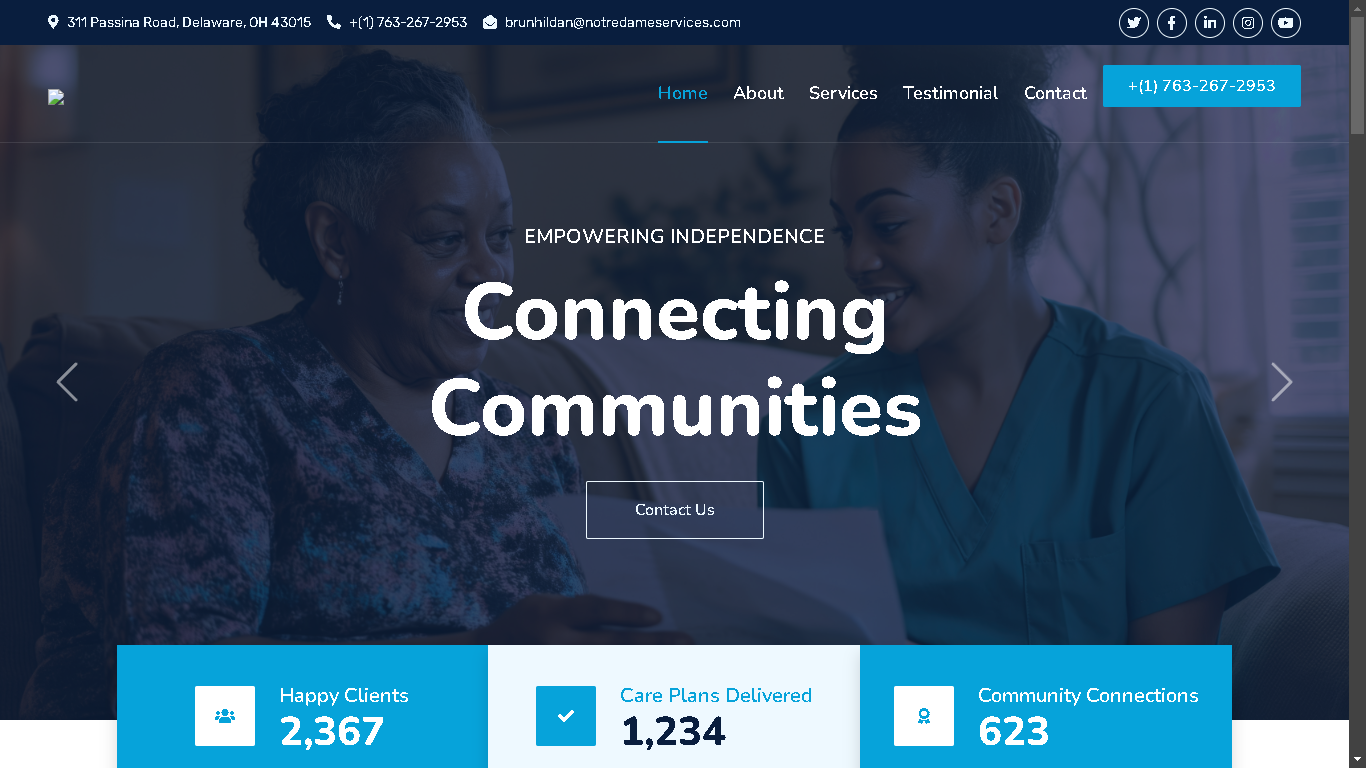 311 Passina Road, Delaware, OH 43015 +(1) 763-267-2953 brunhildan@notredameservices.com
Home About Services Testimonial Contact +(1) 763-267-2953
EMPOWERING INDEPENDENCE
Connecting
Communities
Contact Us
Happy Clients
2,367
Care Plans Delivered
1,234
Community Connections
623